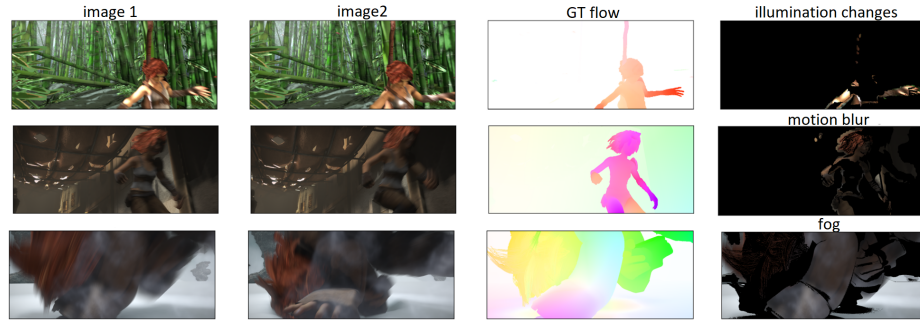 image 1
image2
GT flow
illumination changes
motion blur
fog